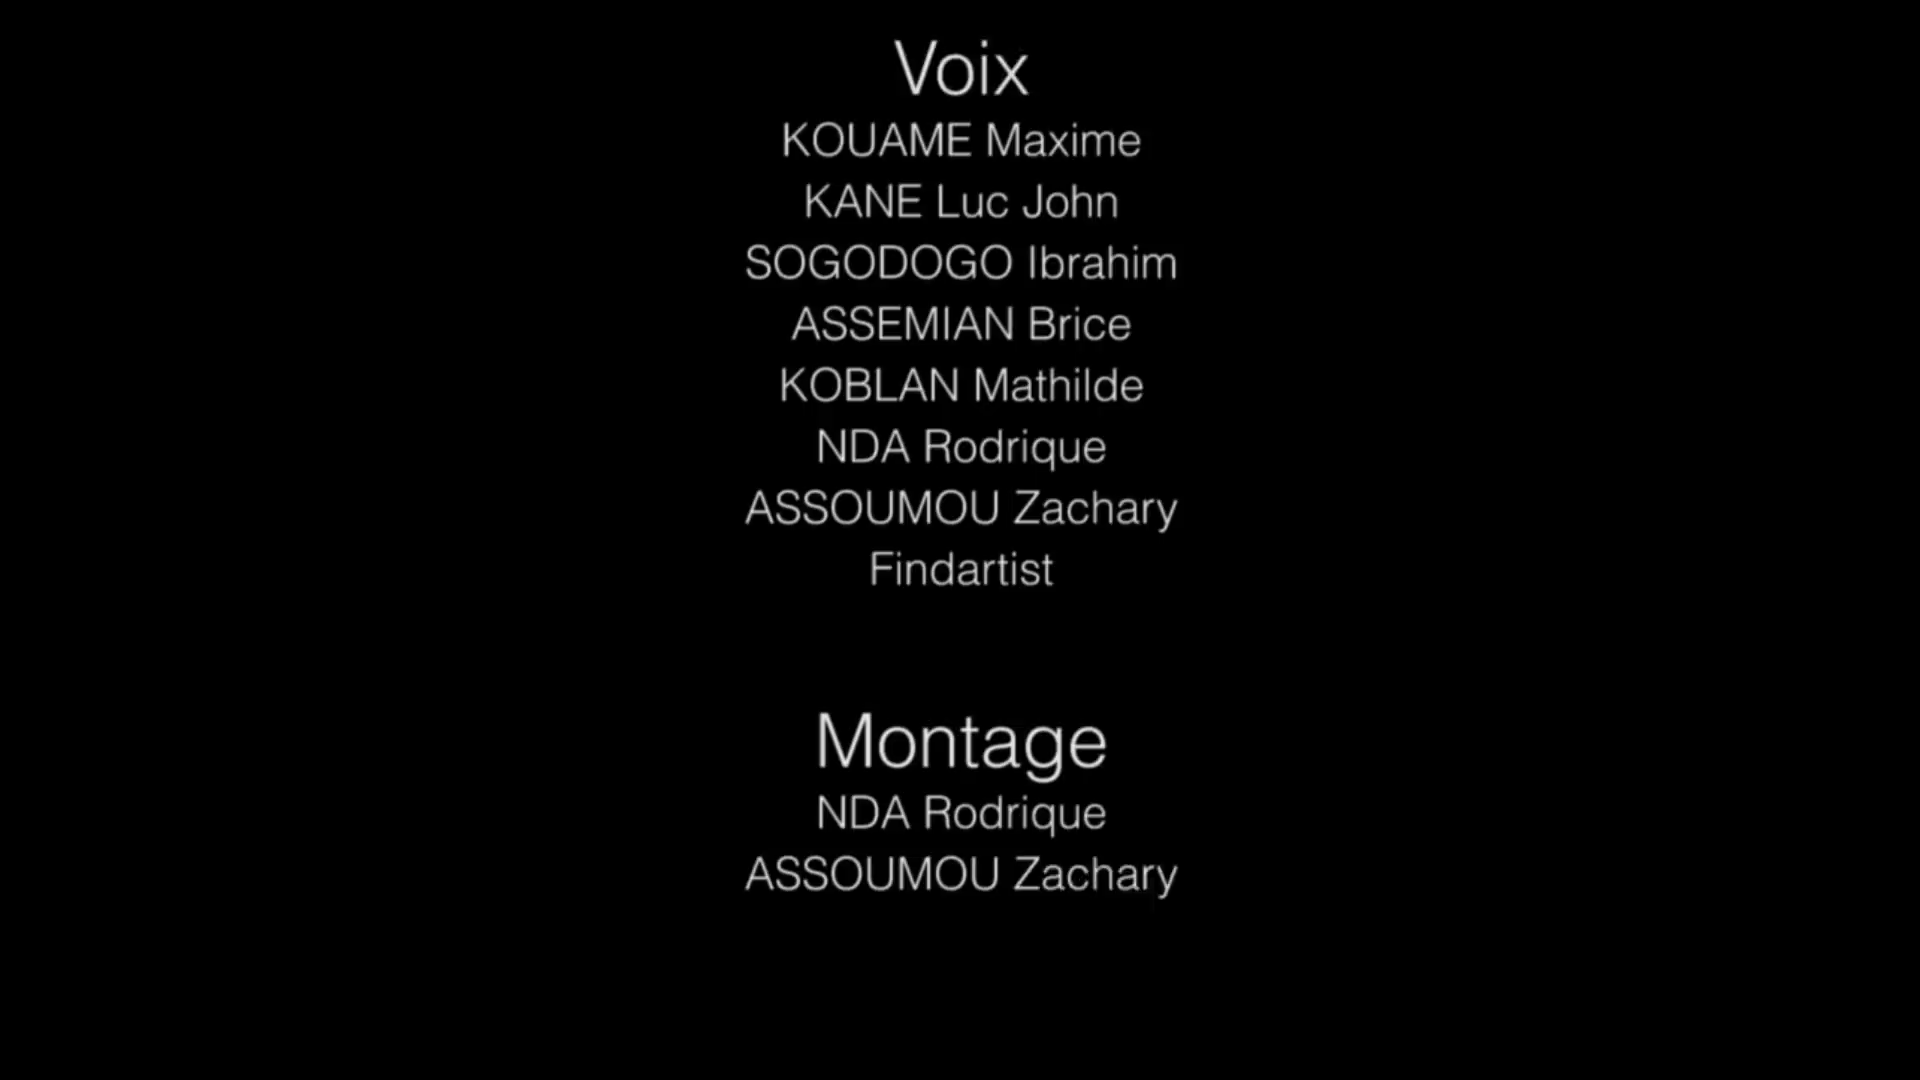 Voix
KOUAME Maxime
KANE Luc John
SOGODOGO Ibrahim
ASSEMIAN Brice
KOBLAN Mathilde
NDA Rodrique
ASSOUMOU Zachary
Findartist
Montage
NDA Rodrique
ASSOUMOU Zachary